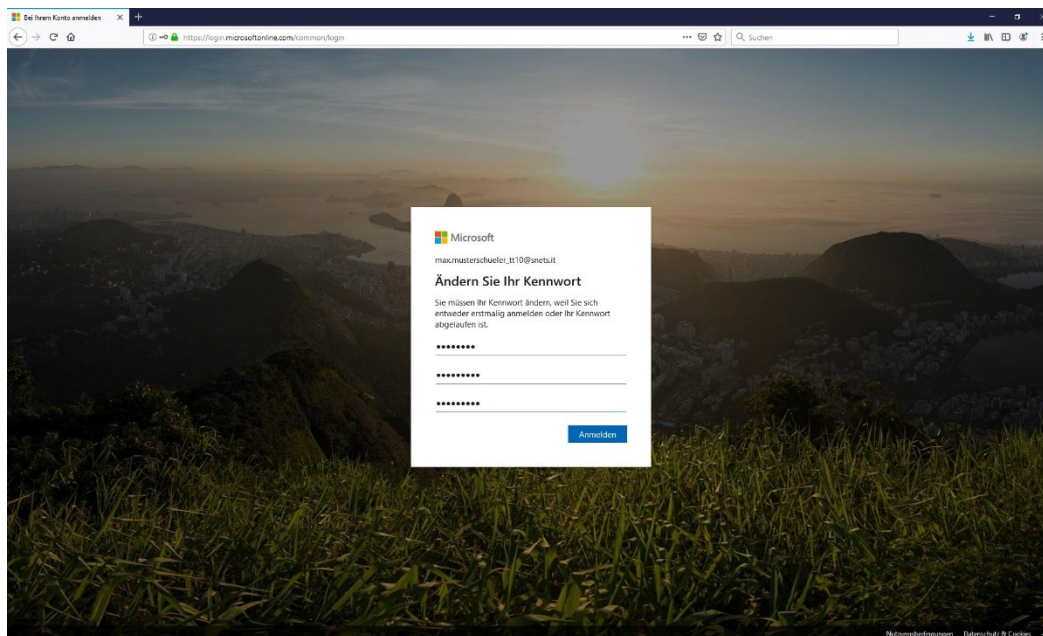 Bei Ihrem Konto anmelden
https://login.microsoftonline.com/common/login
Suchen
Microsoft
max.musterschueler_tt10@snets.it
Ändern Sie Ihr Kennwort
Sie müssen Ihr Kennwort ändern, weil Sie sich
entweder erstmalig anmelden oder Ihr Kennwort
abgelaufen ist.
Anmelden
Nutzungsbedingungen Datenschutz & Cookies